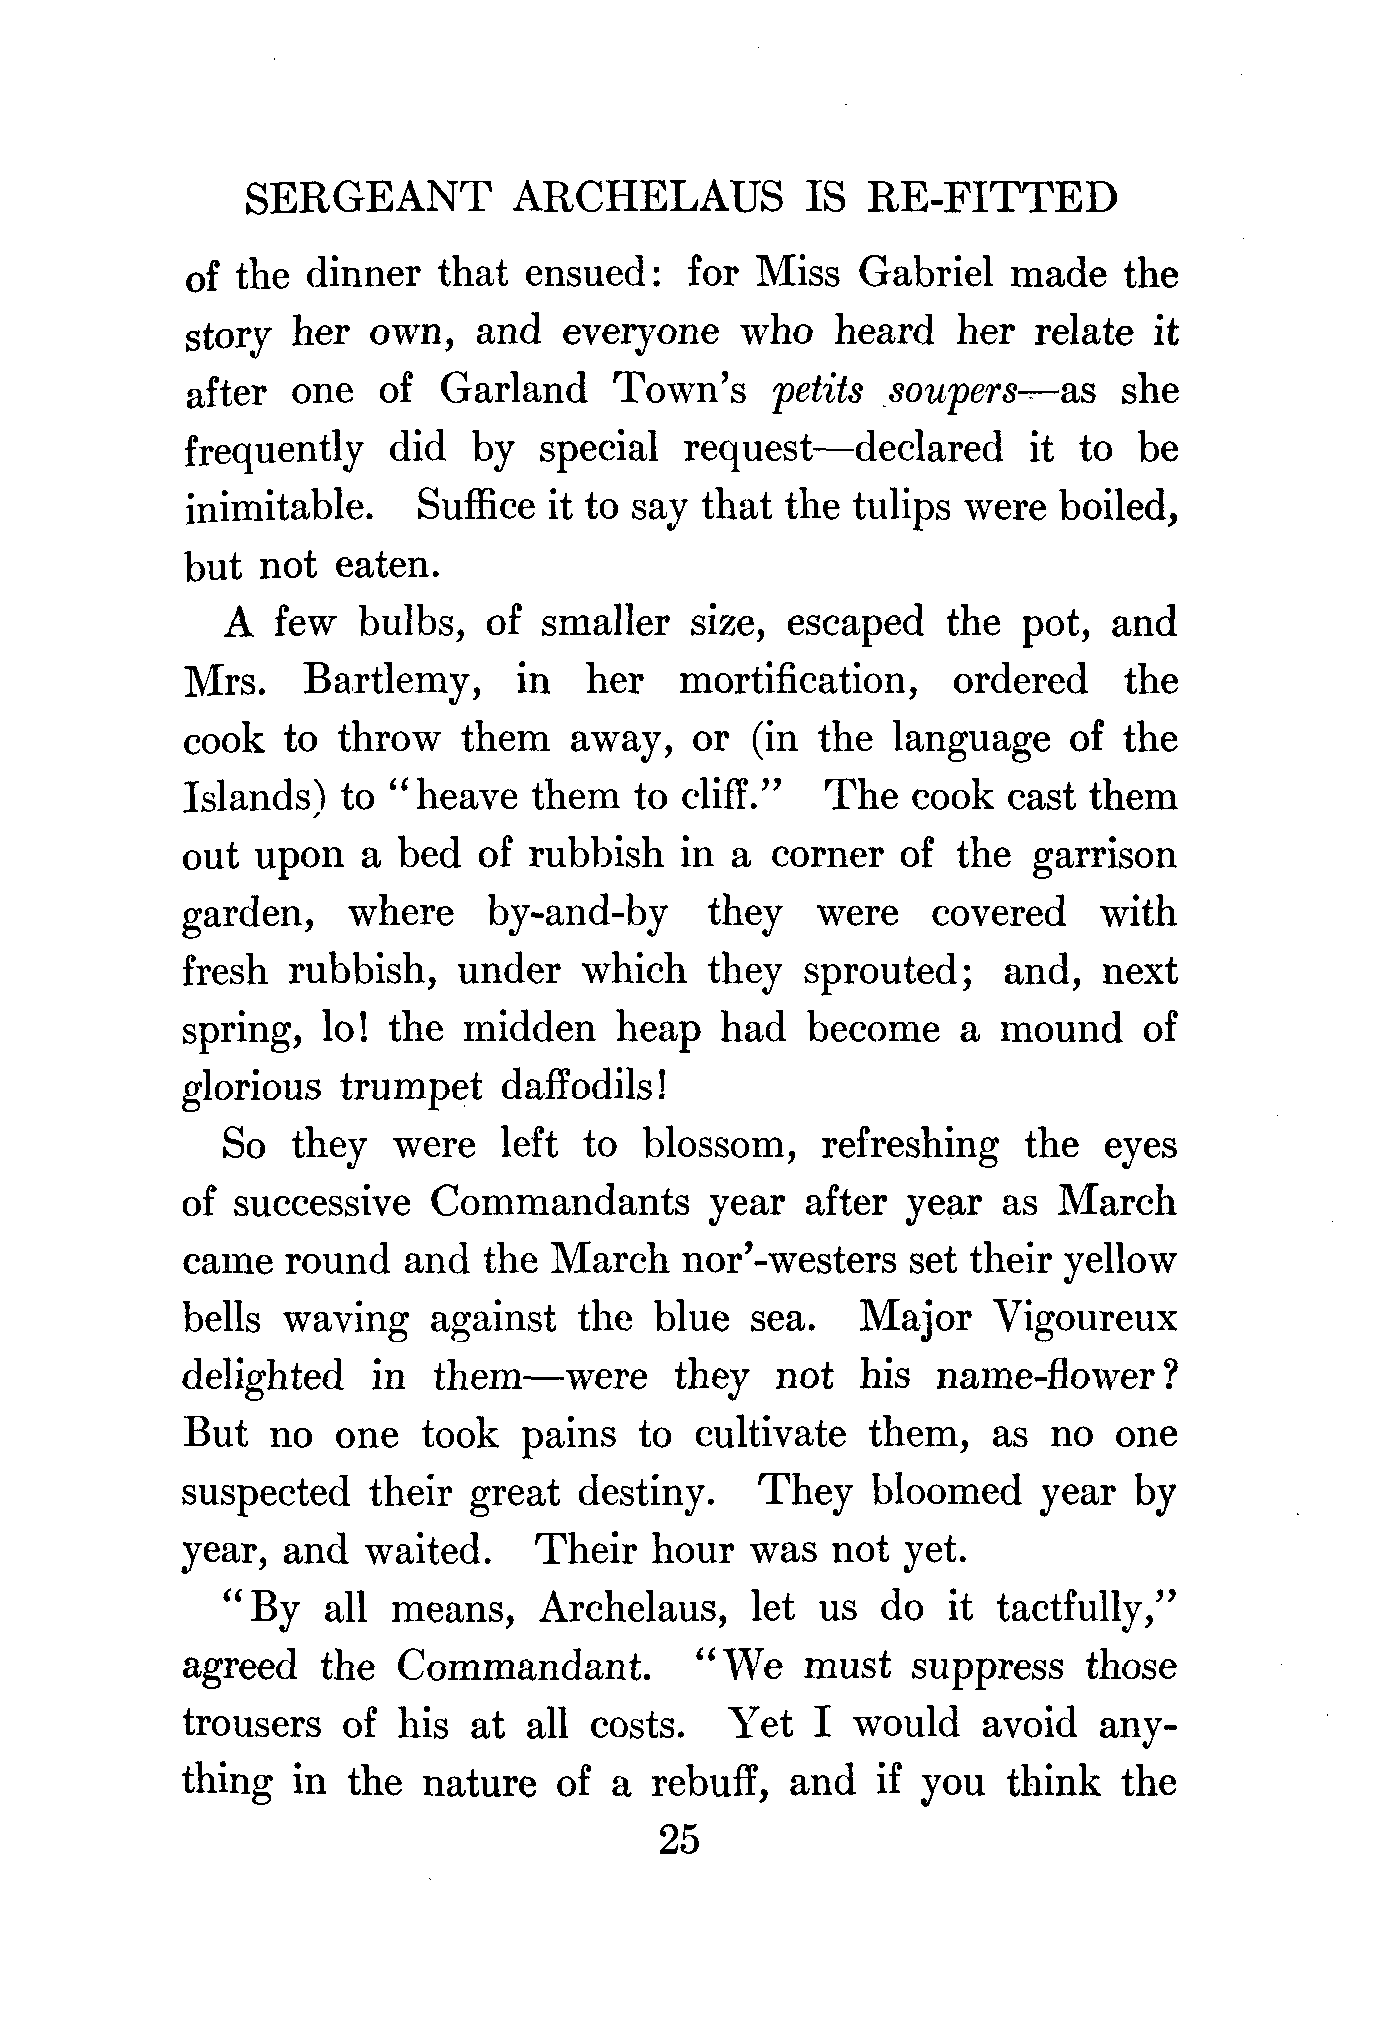 SERGEANT ARCHELAUS IS RE-FITTED
of the dinner that ensued: for Miss Gabriel made the
story her own, and everyone who heard her relate it
after one of Garland Town's petits soupers—as she
frequently did by special request—declared it to be
inimitable. Suffice it to say that the tulips were boiled,
but not eaten.
A few bulbs, of smaller size, escaped the pot, and
Mrs. Bartlemy, in her mortification, ordered the
cook to throw them away, or (in the language of the
Islands) to "heave them to cliff." The cook cast them
out upon a bed of rubbish in a corner of the garrison
garden, where by-and-by they were covered with
fresh rubbish, under which they sprouted; and, next
spring, lo! the midden heap had become a mound of
glorious trumpet daffodils!
So they were left to blossom, refreshing the eyes
of successive Commandants year after year as March
came round and the March nor'-westers set their yellow
bells waving against the blue sea. Major Vigoureux
delighted in them—were they not his name-flower?
But no one took pains to cultivate them, as no one
suspected their great destiny. They bloomed year by
year, and waited. Their hour was not yet.
"By all means, Archelaus, let us do it tactfully,"
agreed the Commandant. "We must suppress those
trousers of his at all costs. Yet I would avoid any-
thing in the nature of a rebuff, and if you think the
25